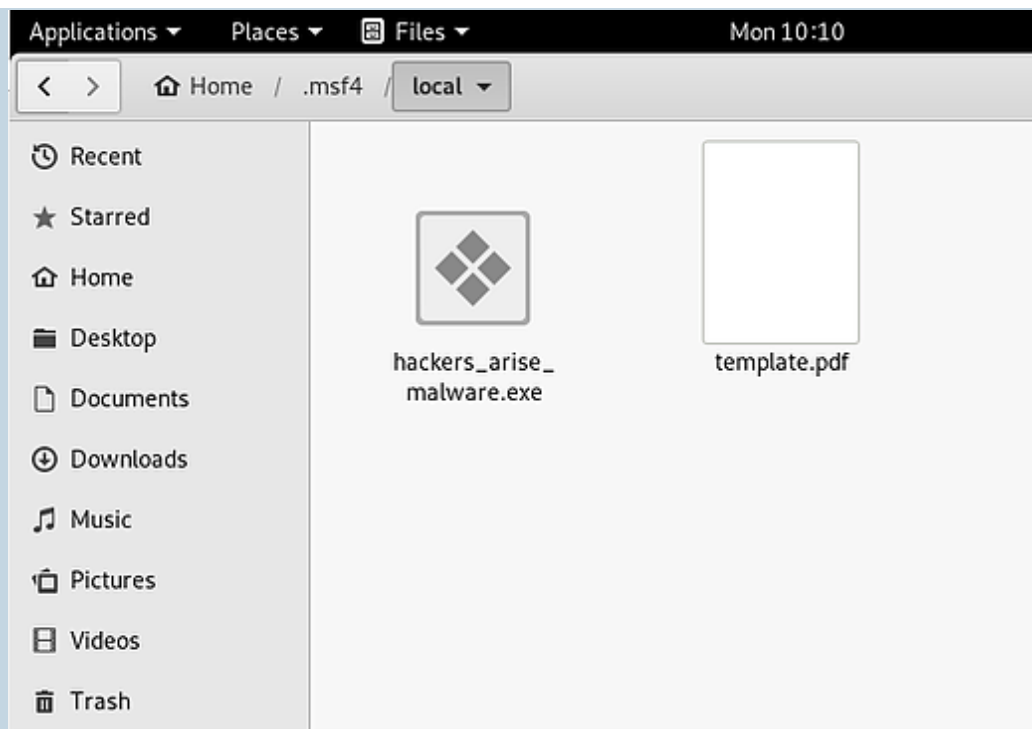 Applications Places Files Mon 10:10
Home / .msf4 / local
Recent
Starred
Home
Desktop
Documents
Downloads
Music
Pictures
Videos
Trash
hackers_arise_
malware.exe
template.pdf